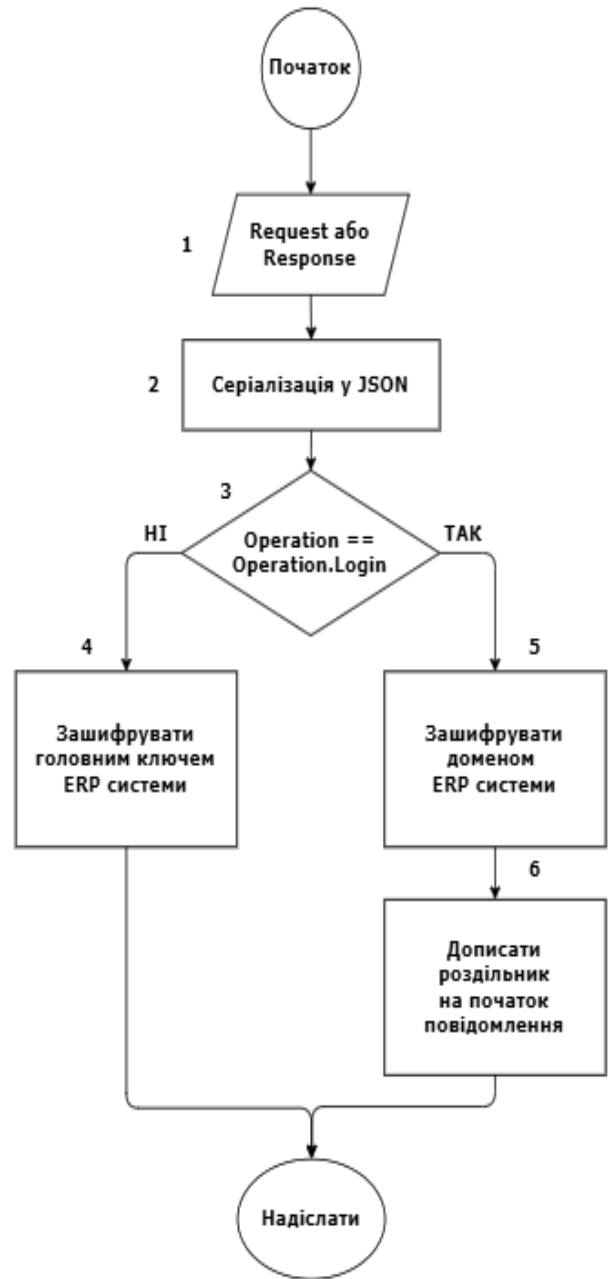 Початок
1
Request або
Response
2
Серіалізація у JSON
3
НІ
Operation ==
Operation.Login
ТАК
4
5
Зашифрувати
головним ключем
ERP системи
Зашифрувати
доменом
ERP системи
6
Дописати
роздільник
на початок
повідомлення
Надіслати